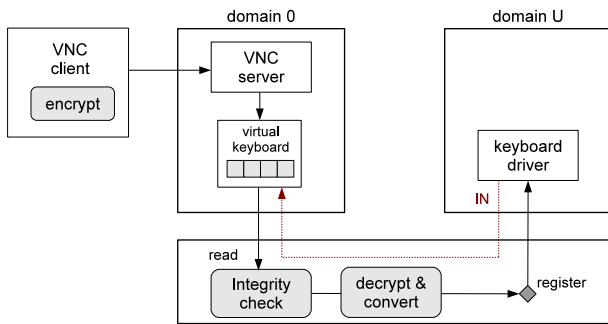 domain 0
domain U
VNC
client
encrypt
VNC
server
virtual
keyboard
keyboard
driver
IN
read
Integrity
check
decrypt &
convert
register